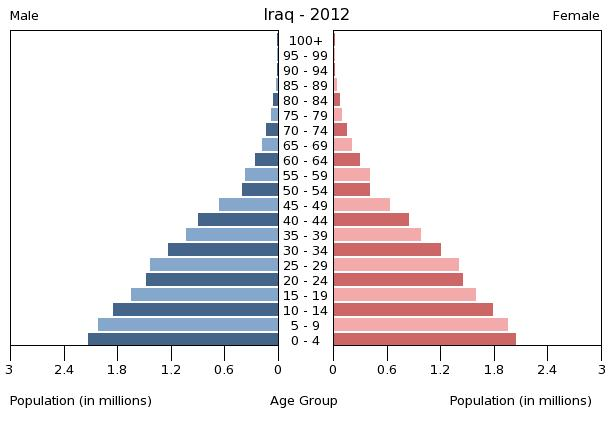 Male Iraq - 2012 Female
100+
95 - 99
90 - 94
85 - 89
80 - 84
75 - 79
70 - 74
65 - 69
60 - 64
55 - 59
50 - 54
45 - 49
40 - 44
35 - 39
30 - 34
25 - 29
20 - 24
15 - 19
10 - 14
5 - 9
0 - 4
3 2.4 1.8 1.2 0.6 0 0 0.6 1.2 1.8 2.4 3
Population (in millions) Age Group Population (in millions)